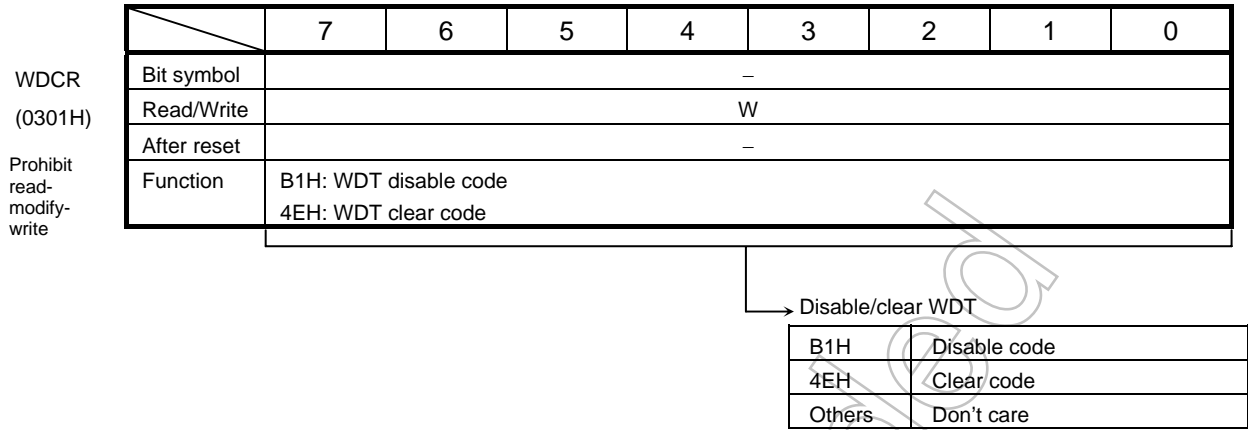 7 6 5 4 3 2 1 0
WDCR
(0301H)
Prohibit
read-
modify-
write
Bit symbol –
Read/Write W
After reset –
Function B1H: WDT disable code
4EH: WDT clear code
Disable/clear WDT
B1H Disable code
4EH Clear code
Others Don't care
ded